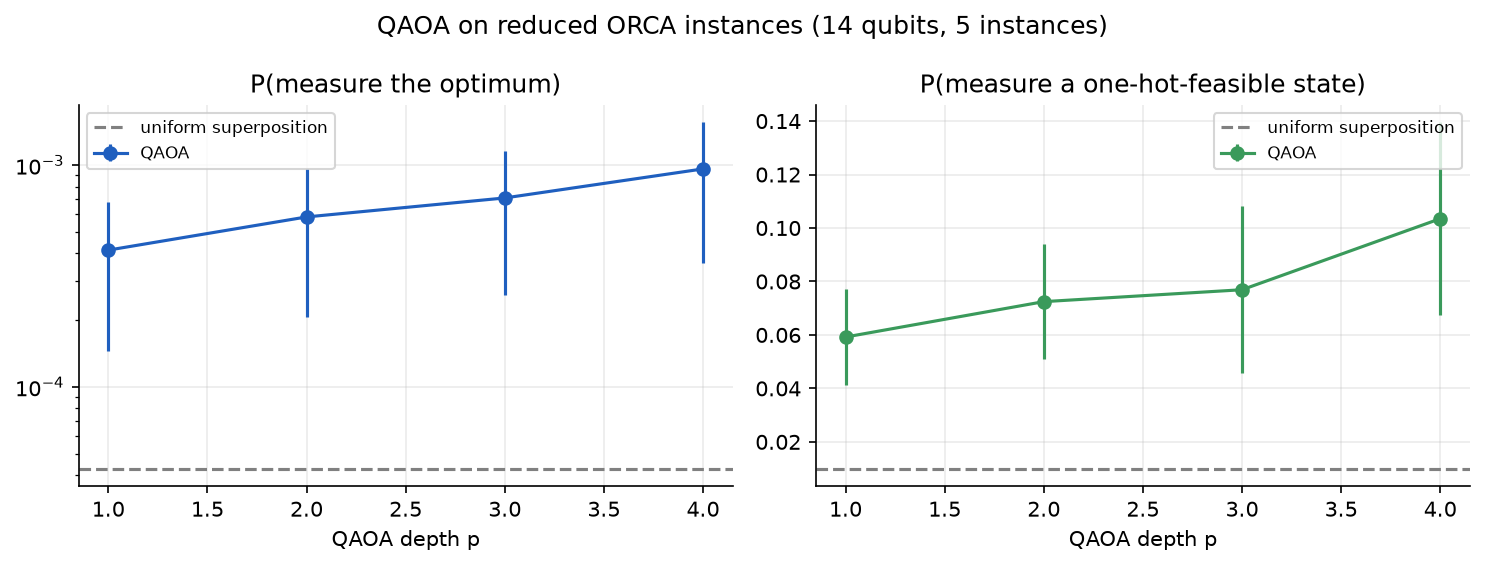 QAOA on reduced ORCA instances (14 qubits, 5 instances)
P(measure the optimum)
uniform superposition
QAOA
10⁻³
10⁻⁴
1.0 1.5 2.0 2.5 3.0 3.5 4.0
QAOA depth p
P(measure a one-hot-feasible state)
uniform superposition
QAOA
0.14
0.12
0.10
0.08
0.06
0.04
0.02
1.0 1.5 2.0 2.5 3.0 3.5 4.0
QAOA depth p